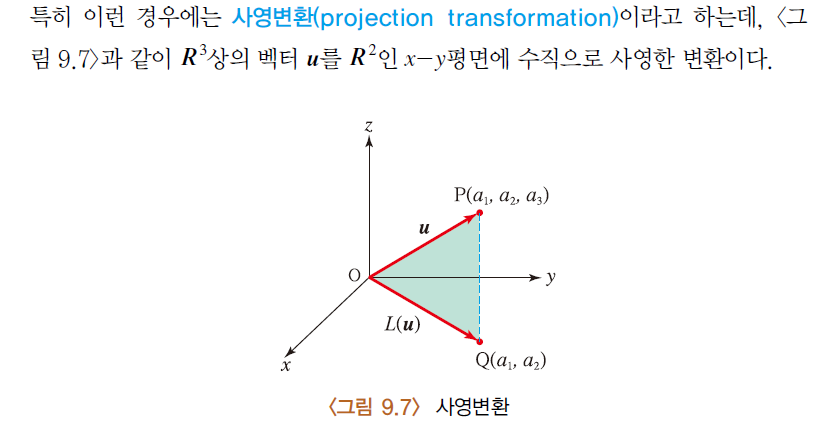 특히 이런 경우에는 사영변환(projection transformation)이라고 하는데, 〈그
림 9.7〉과 같이 R³상의 벡터 u를 R²인 x-y평면에 수직으로 사영한 변환이다.
z
P(a₁, a₂, a₃)
u
O
y
L(u)
x
Q(a₁, a₂)
〈그림 9.7〉 사영변환